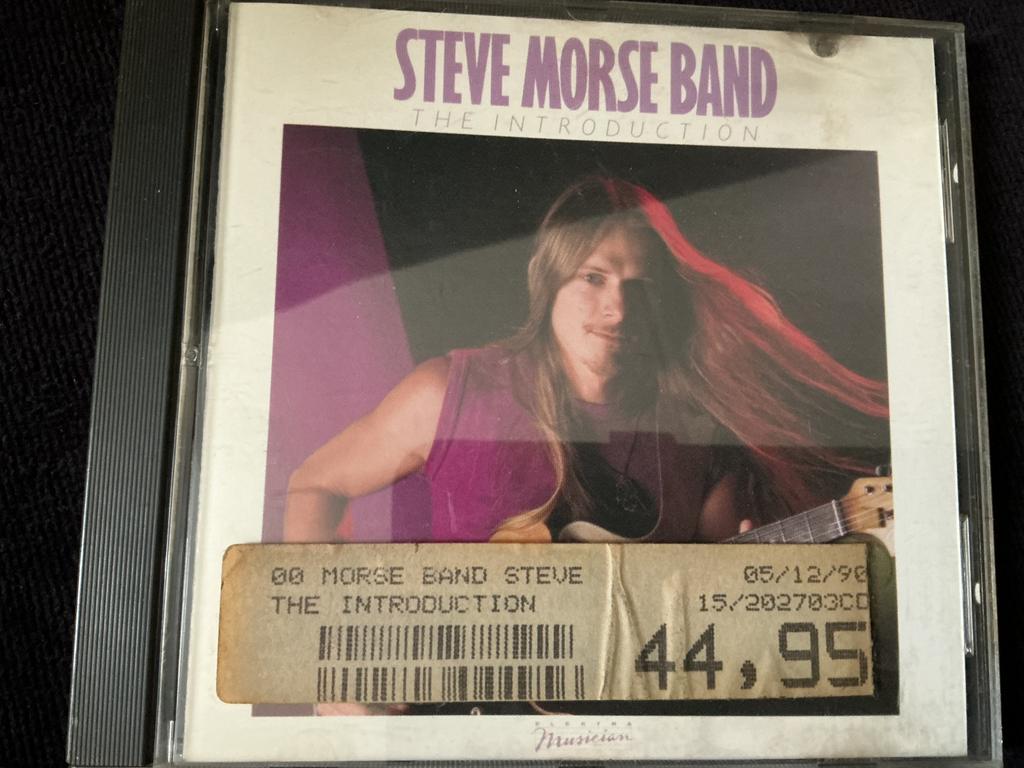 STEVE MORSE BAND
THE INTRODUCTION
00 MORSE BAND STEVE 05/12/90
THE INTRODUCTION 15/202703CD
44,95
ELEKTRA
Musician